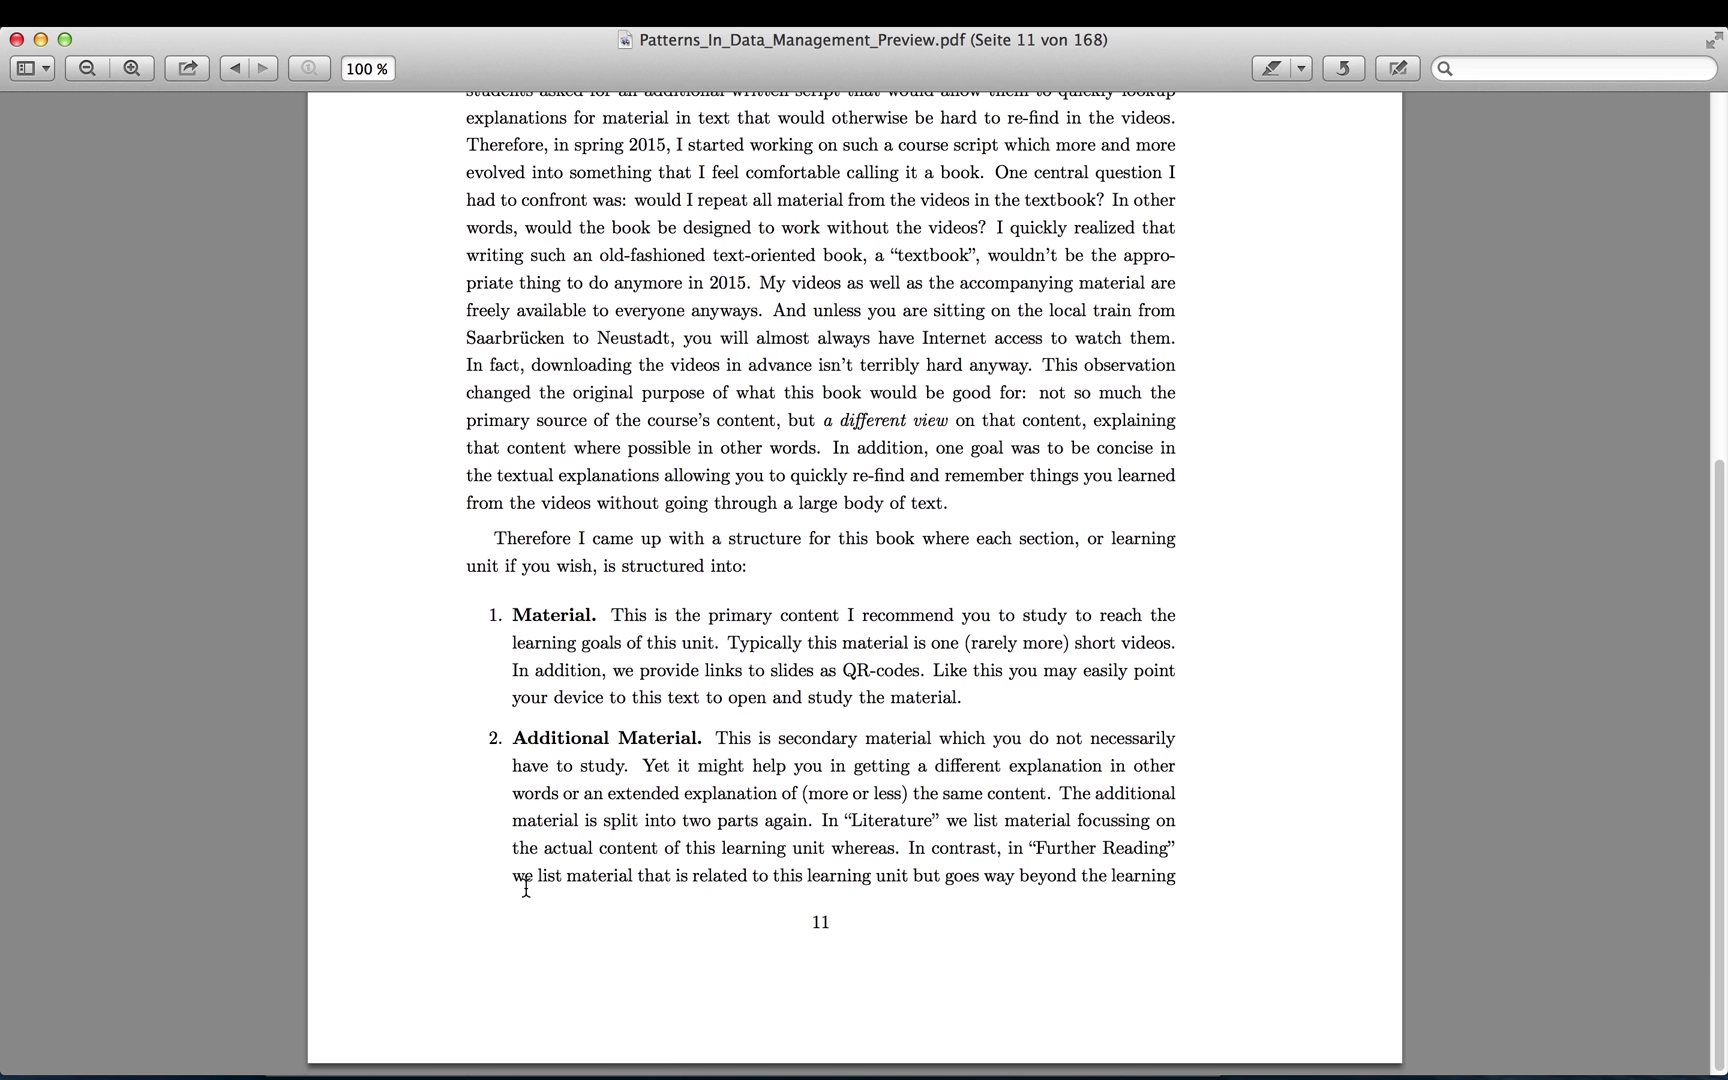 Patterns_In_Data_Management_Preview.pdf (Seite 11 von 168)
100 %
students asked for an additional written script that would allow them to quickly lookup
explanations for material in text that would otherwise be hard to re-find in the videos.
Therefore, in spring 2015, I started working on such a course script which more and more
evolved into something that I feel comfortable calling it a book. One central question I
had to confront was: would I repeat all material from the videos in the textbook? In other
words, would the book be designed to work without the videos? I quickly realized that
writing such an old-fashioned text-oriented book, a “textbook”, wouldn’t be the appro-
priate thing to do anymore in 2015. My videos as well as the accompanying material are
freely available to everyone anyways. And unless you are sitting on the local train from
Saarbrücken to Neustadt, you will almost always have Internet access to watch them.
In fact, downloading the videos in advance isn’t terribly hard anyway. This observation
changed the original purpose of what this book would be good for: not so much the
primary source of the course’s content, but a different view on that content, explaining
that content where possible in other words. In addition, one goal was to be concise in
the textual explanations allowing you to quickly re-find and remember things you learned
from the videos without going through a large body of text.
Therefore I came up with a structure for this book where each section, or learning
unit if you wish, is structured into:
1. Material. This is the primary content I recommend you to study to reach the
learning goals of this unit. Typically this material is one (rarely more) short videos.
In addition, we provide links to slides as QR-codes. Like this you may easily point
your device to this text to open and study the material.
2. Additional Material. This is secondary material which you do not necessarily
have to study. Yet it might help you in getting a different explanation in other
words or an extended explanation of (more or less) the same content. The additional
material is split into two parts again. In “Literature” we list material focussing on
the actual content of this learning unit whereas. In contrast, in “Further Reading”
we list material that is related to this learning unit but goes way beyond the learning
11